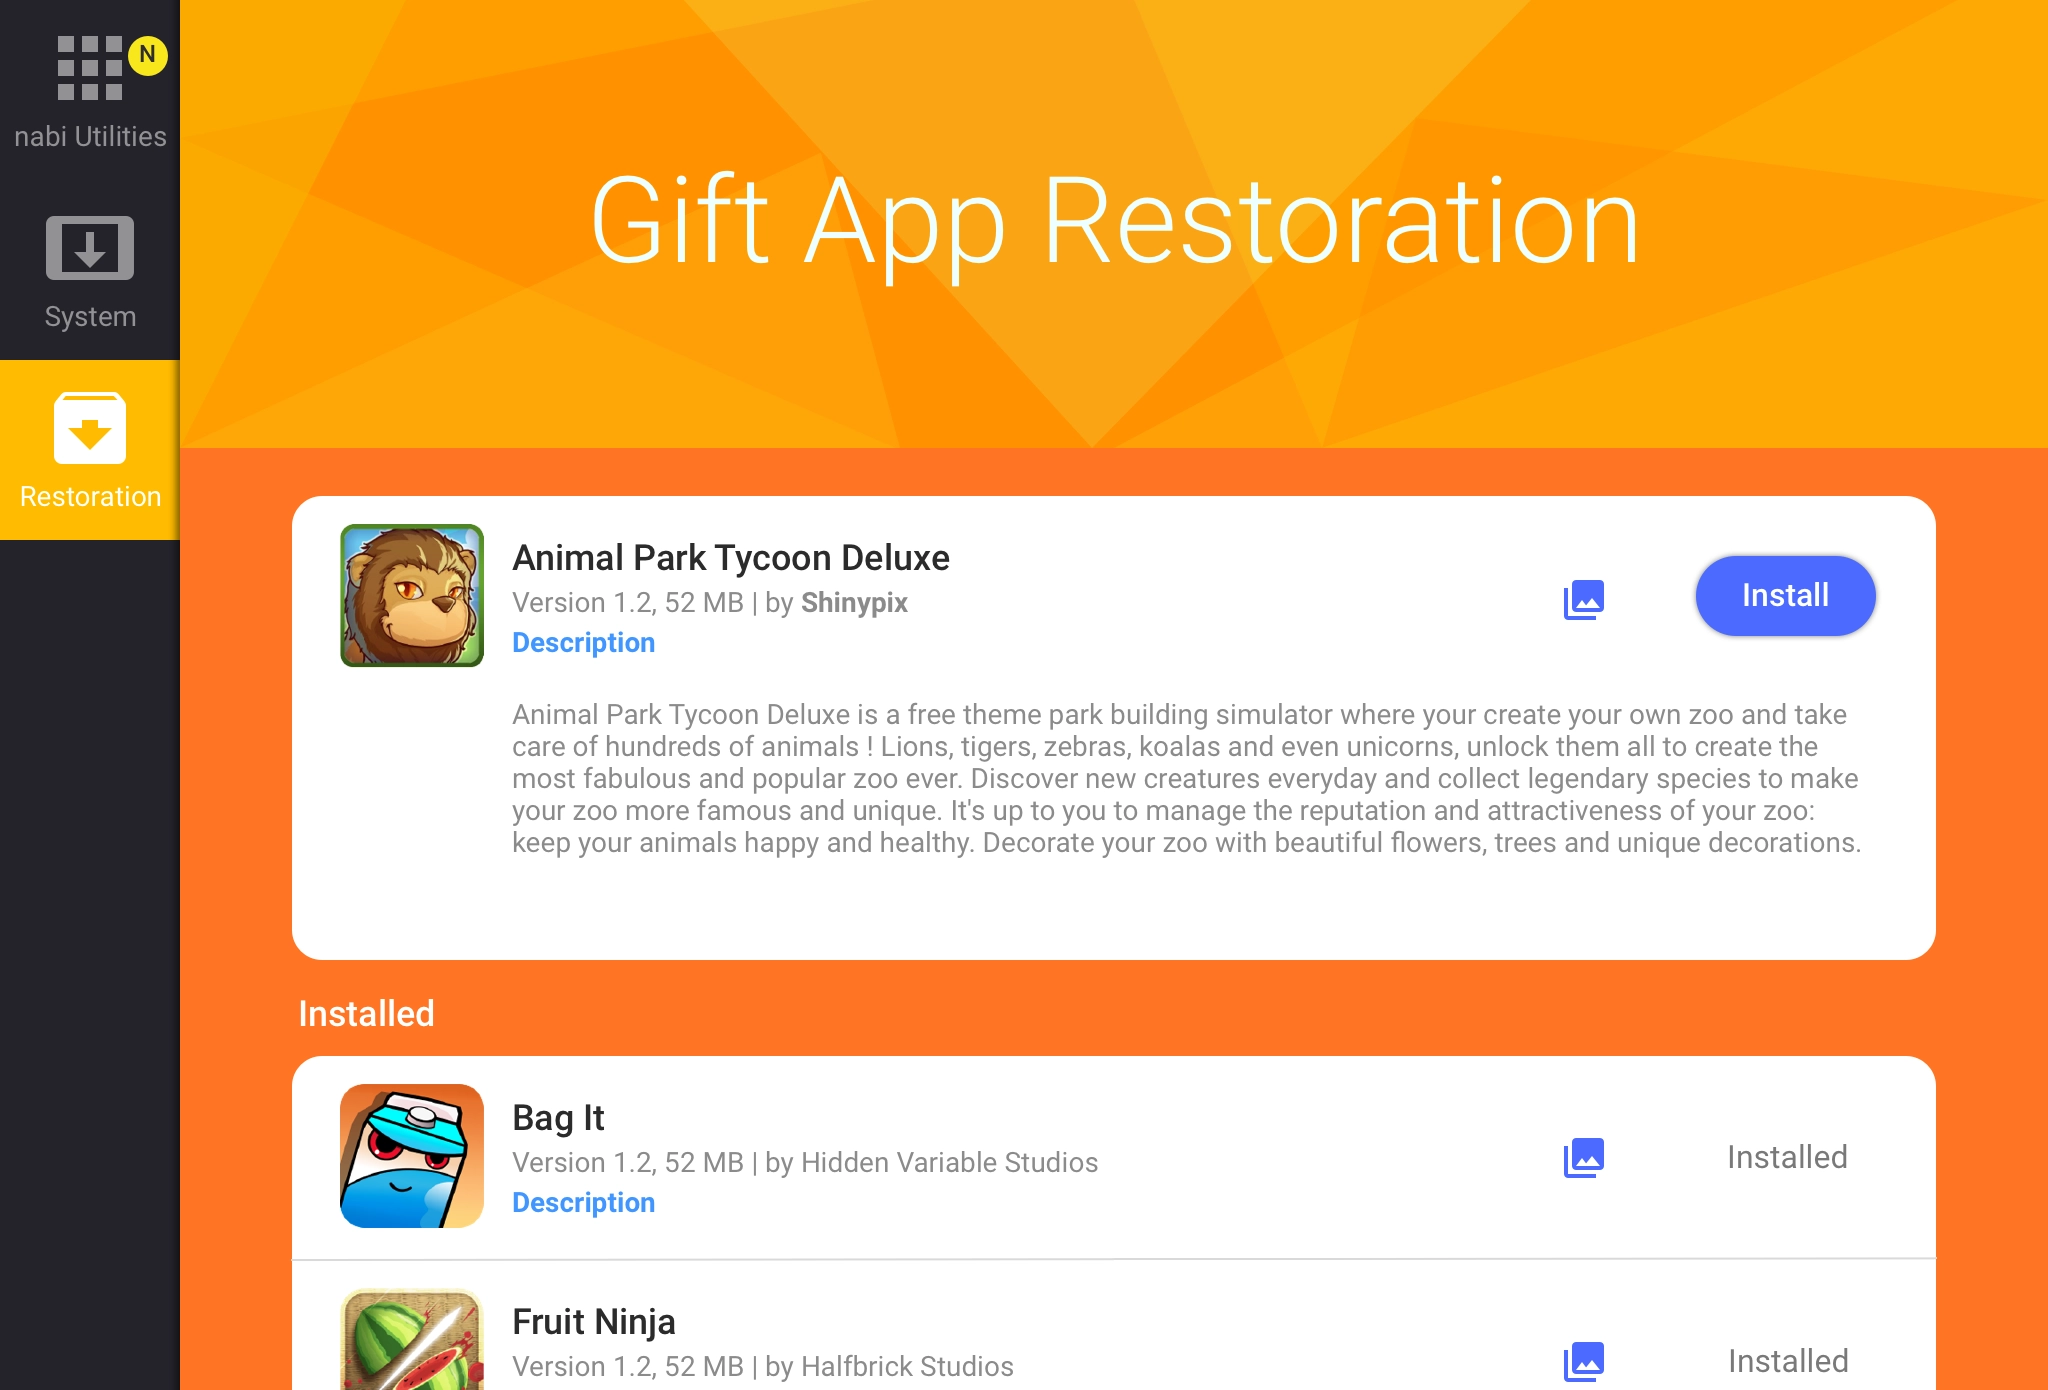 N
nabi Utilities
System
Restoration
Gift App Restoration
Animal Park Tycoon Deluxe
Version 1.2, 52 MB | by Shinypix
Description
Install
Animal Park Tycoon Deluxe is a free theme park building simulator where your create your own zoo and take
care of hundreds of animals ! Lions, tigers, zebras, koalas and even unicorns, unlock them all to create the
most fabulous and popular zoo ever. Discover new creatures everyday and collect legendary species to make
your zoo more famous and unique. It's up to you to manage the reputation and attractiveness of your zoo:
keep your animals happy and healthy. Decorate your zoo with beautiful flowers, trees and unique decorations.
Installed
Bag It
Version 1.2, 52 MB | by Hidden Variable Studios
Description
Installed
Fruit Ninja
Version 1.2, 52 MB | by Halfbrick Studios
Installed